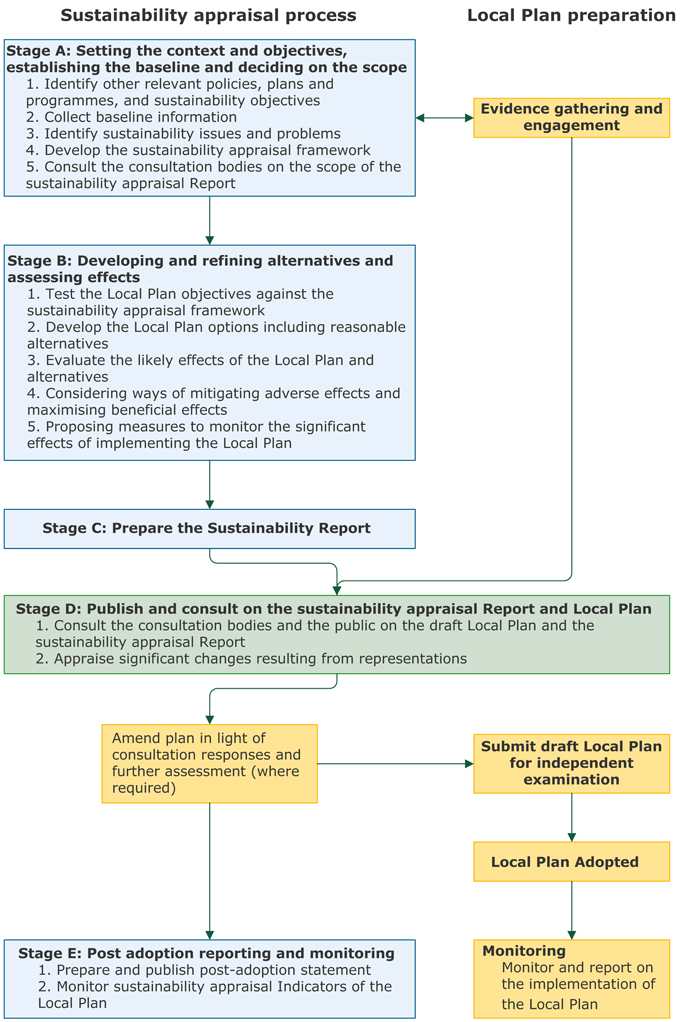 Sustainability appraisal process
Local Plan preparation
Stage A: Setting the context and objectives,
establishing the baseline and deciding on the scope
1. Identify other relevant policies, plans and
programmes, and sustainability objectives
2. Collect baseline information
3. Identify sustainability issues and problems
4. Develop the sustainability appraisal framework
5. Consult the consultation bodies on the scope of the
sustainability appraisal Report
Evidence gathering and
engagement
Stage B: Developing and refining alternatives and
assessing effects
1. Test the Local Plan objectives against the
sustainability appraisal framework
2. Develop the Local Plan options including reasonable
alternatives
3. Evaluate the likely effects of the Local Plan and
alternatives
4. Considering ways of mitigating adverse effects and
maximising beneficial effects
5. Proposing measures to monitor the significant
effects of implementing the Local Plan
Stage C: Prepare the Sustainability Report
Stage D: Publish and consult on the sustainability appraisal Report and Local Plan
1. Consult the consultation bodies and the public on the draft Local Plan and the
sustainability appraisal Report
2. Appraise significant changes resulting from representations
Amend plan in light of
consultation responses and
further assessment (where
required)
Submit draft Local Plan
for independent
examination
Local Plan Adopted
Stage E: Post adoption reporting and monitoring
1. Prepare and publish post-adoption statement
2. Monitor sustainability appraisal Indicators of the
Local Plan
Monitoring
Monitor and report on
the implementation of
the Local Plan